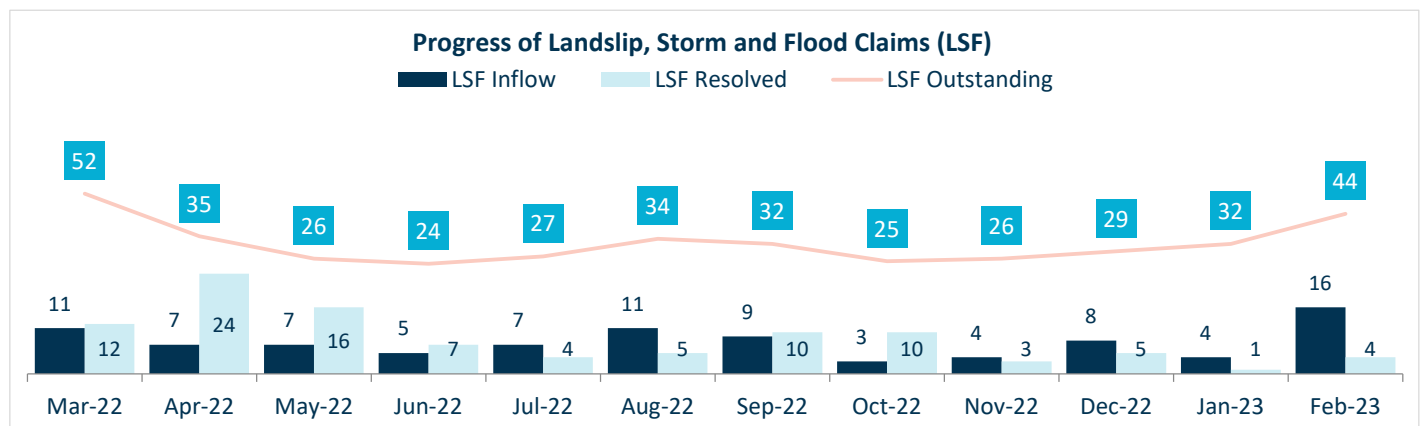 Progress of Landslip, Storm and Flood Claims (LSF)
LSF Inflow LSF Resolved LSF Outstanding
52 35 26 24 27 34 32 25 26 29 32 44
11 7 7 5 7 11 9 3 4 8 4 16
12 24 16 7 4 5 10 10 3 5 1 4
Mar-22 Apr-22 May-22 Jun-22 Jul-22 Aug-22 Sep-22 Oct-22 Nov-22 Dec-22 Jan-23 Feb-23